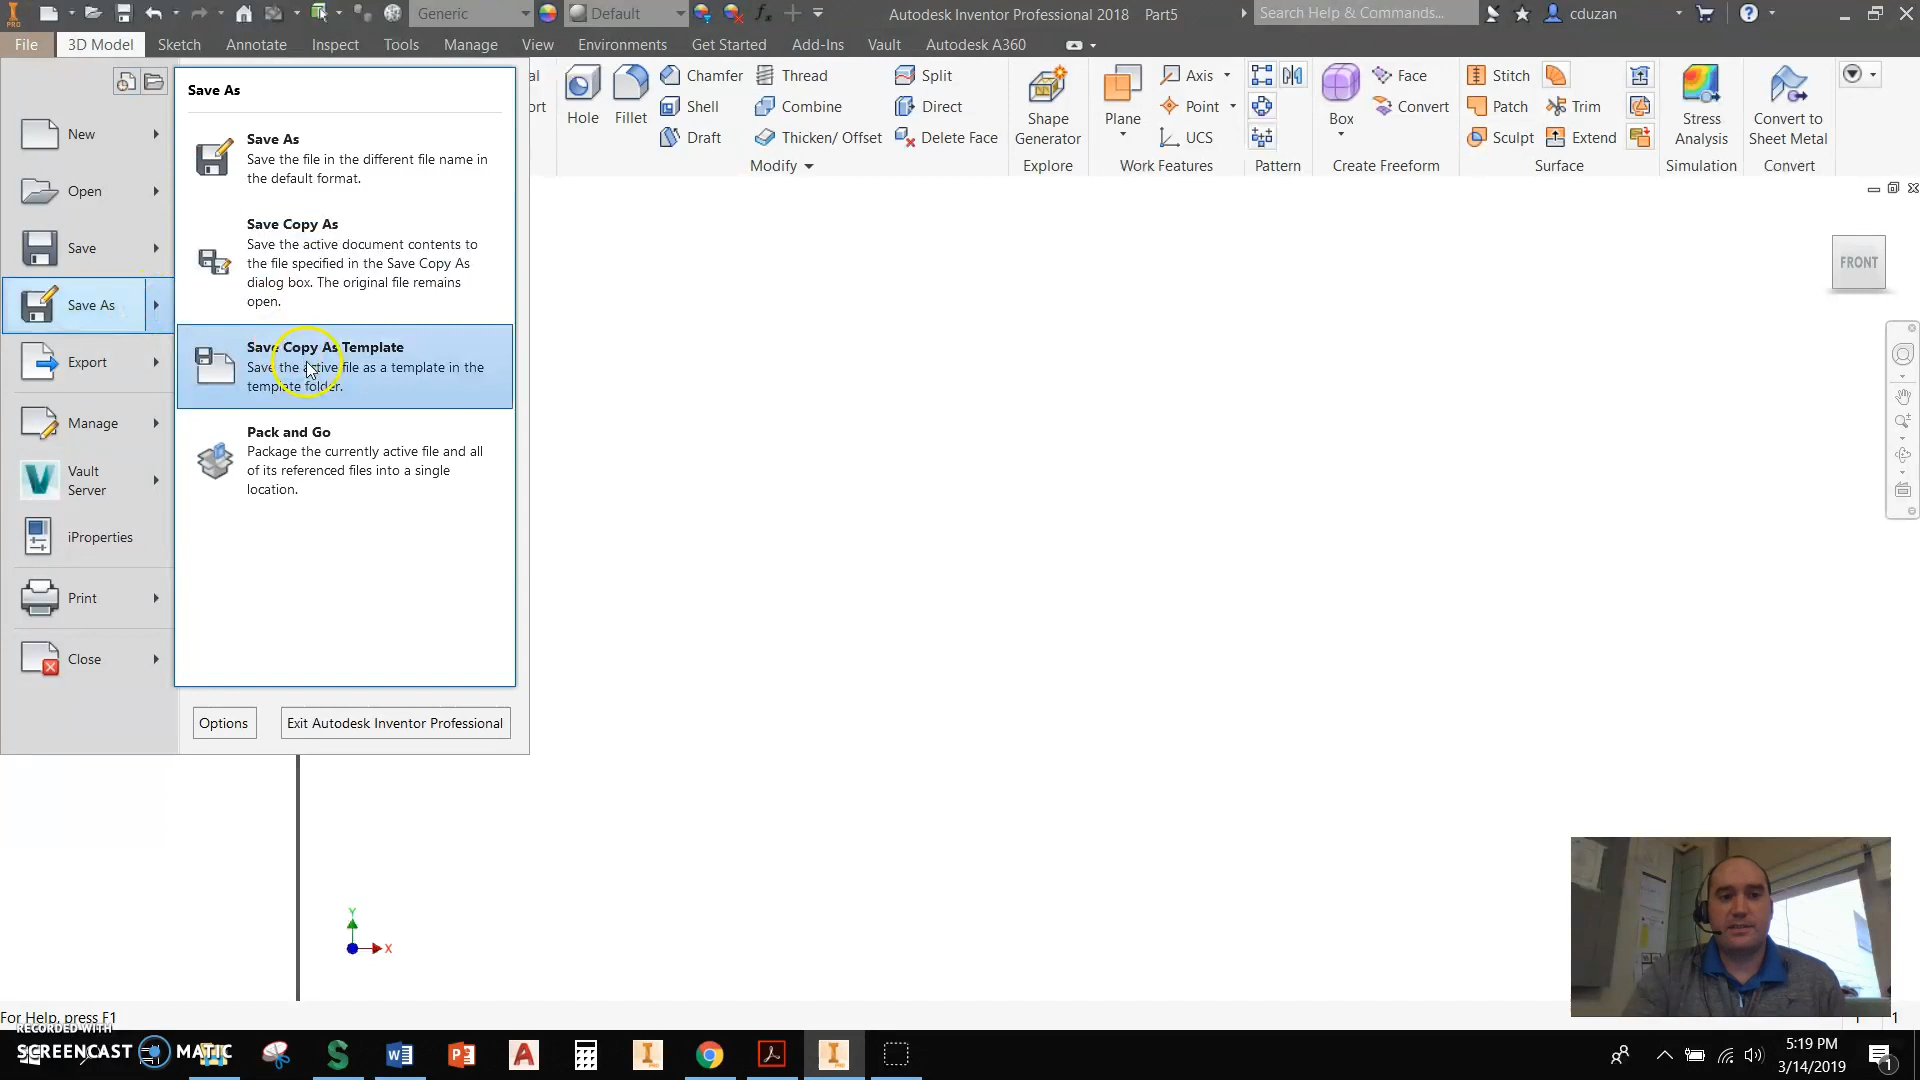 PRO
Generic
Default
fx
Autodesk Inventor Professional 2018 Part5
Search Help & Commands...
cduzan
File
3D Model
Sketch
Annotate
Inspect
Tools
Manage
View
Environments
Get Started
Add-Ins
Vault
Autodesk A360
Save As
New
Open
Save
Save As
Export
Manage
Vault
Server
iProperties
Print
Close
Save As
Save the file in the different file name in
the default format.
Save Copy As
Save the active document contents to
the file specified in the Save Copy As
dialog box. The original file remains
open.
Save Copy As Template
Save the active file as a template in the
template folder.
Pack and Go
Package the currently active file and all
of its referenced files into a single
location.
Options
Exit Autodesk Inventor Professional
al
ort
Hole
Fillet
Chamfer
Shell
Draft
Thread
Combine
Thicken/ Offset
Split
Direct
Delete Face
Modify
Shape
Generator
Explore
Plane
Axis
Point
UCS
Work Features
Pattern
Box
Face
Convert
Create Freeform
Stitch
Patch
Sculpt
Trim
Extend
Surface
Stress
Analysis
Simulation
Convert to
Sheet Metal
Convert
FRONT
Y
X
For Help, press F1
1
1
RECORDED WITH
SCREENCAST MATIC
5:19 PM
3/14/2019
1